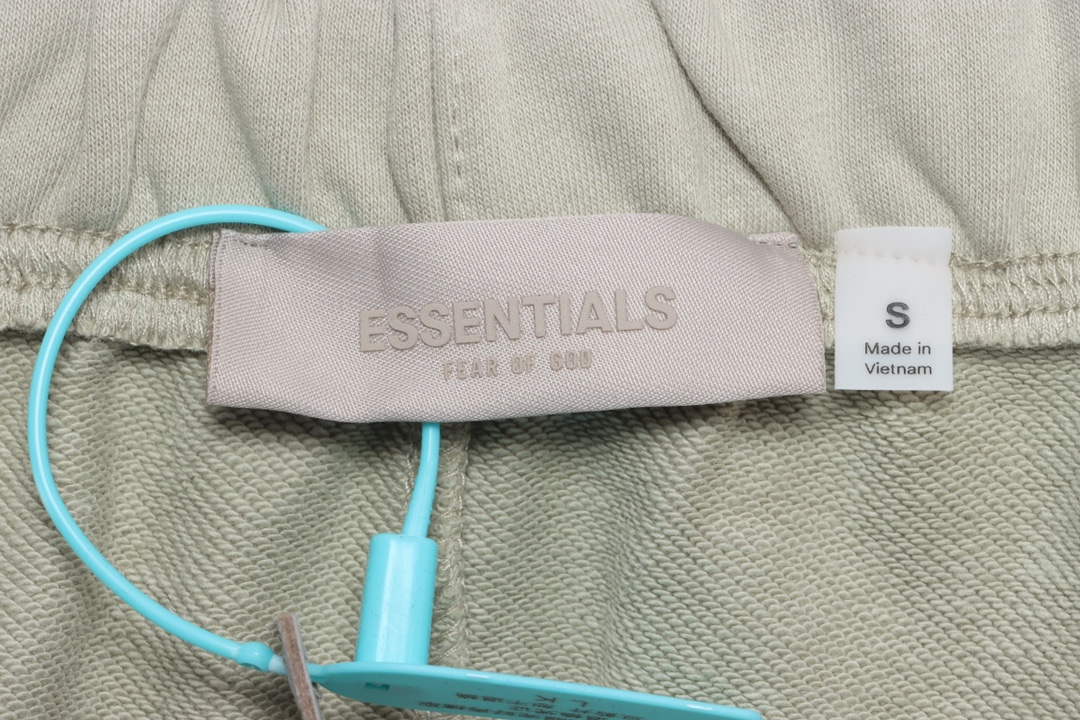 ESSENTIALS
FEAR OF GOD
S
Made in
Vietnam